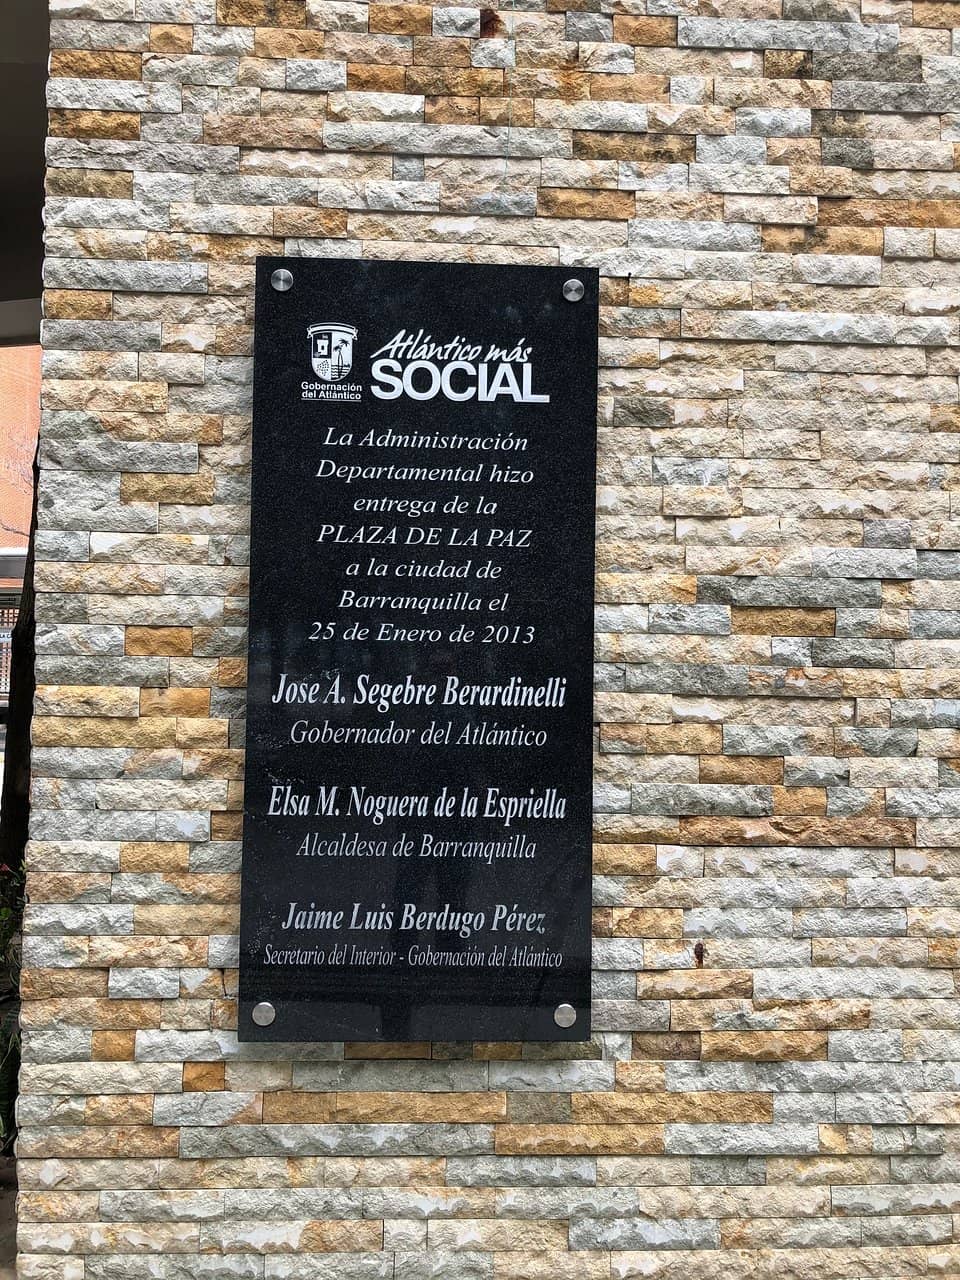 Gobernación
del Atlántico
Atlántico más
SOCIAL
La Administración
Departamental hizo
entrega de la
PLAZA DE LA PAZ
a la ciudad de
Barranquilla el
25 de Enero de 2013
Jose A. Segebre Berardinelli
Gobernador del Atlántico
Elsa M. Noguera de la Espriella
Alcaldesa de Barranquilla
Jaime Luis Berdugo Pérez
Secretario del Interior - Gobernación del Atlántico